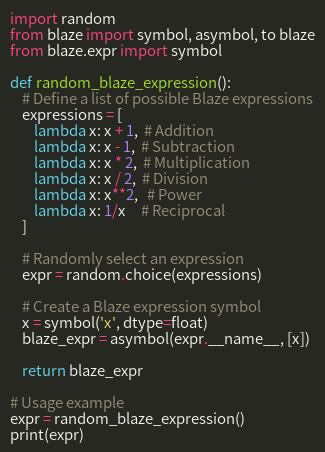 import random
from blaze import symbol, asymbol, to blaze
from blaze.expr import symbol

def random_blaze_expression():
    # Define a list of possible Blaze expressions
    expressions = [
        lambda x: x + 1,  # Addition
        lambda x: x - 1,  # Subtraction
        lambda x: x * 2,  # Multiplication
        lambda x: x / 2,  # Division
        lambda x: x**2,   # Power
        lambda x: 1/x     # Reciprocal
    ]

    # Randomly select an expression
    expr = random.choice(expressions)

    # Create a Blaze expression symbol
    x = symbol('x', dtype=float)
    blaze_expr = asymbol(expr.__name__, [x])

    return blaze_expr

# Usage example
expr = random_blaze_expression()
print(expr)